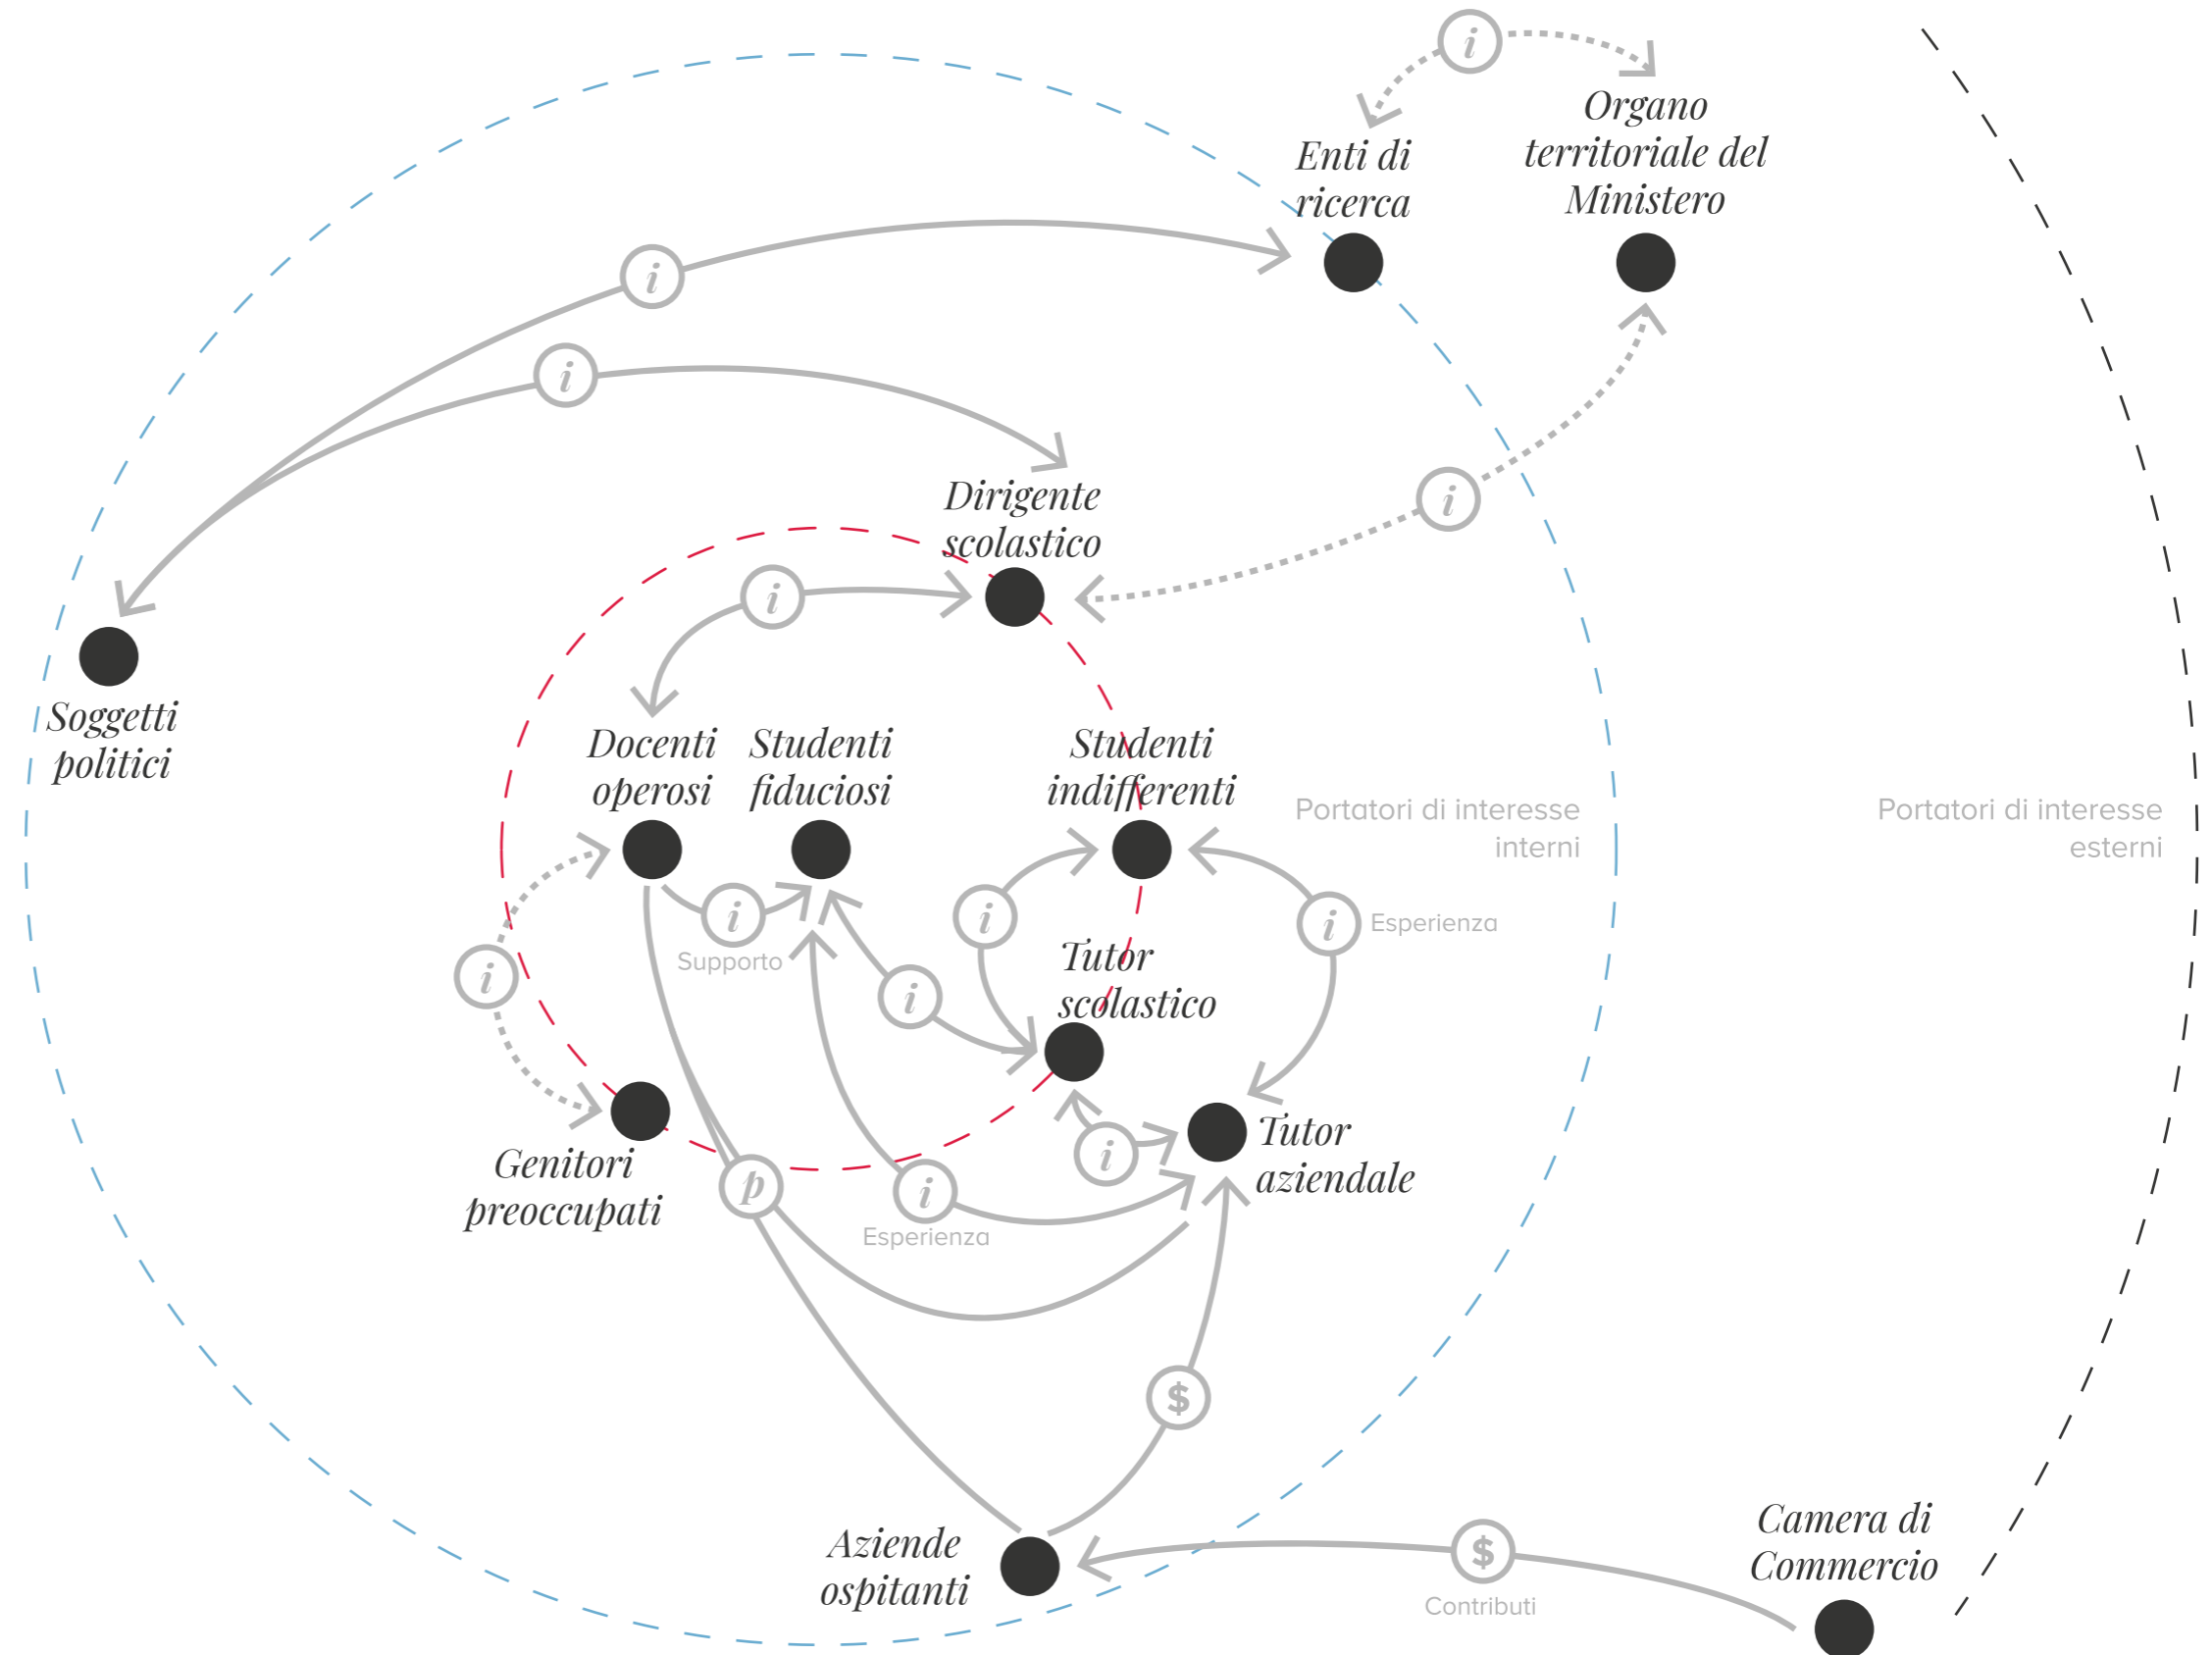 i
Organo
territoriale del
Ministero
Enti di
ricerca
i
i
Dirigente
scolastico
i
i
Soggetti
politici
Docenti
operosi
Studenti
fiduciosi
Studenti
indifferenti
Portatori di interesse
interni
Portatori di interesse
esterni
i
Supporto
i
i
Esperienza
Tutor
scolastico
i
i
Genitori
preoccupati
i
Tutor
aziendale
p
i
Esperienza
$
Aziende
ospitanti
$
Contributi
Camera di
Commercio